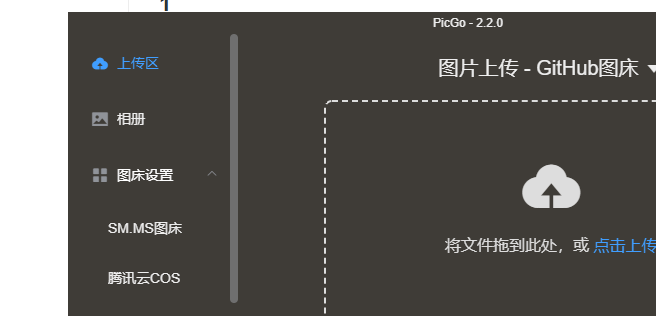 PicGo - 2.2.0
上传区
图片上传 - GitHub图床
相册
图床设置
SM.MS图床
将文件拖到此处，或 点击上传
腾讯云COS